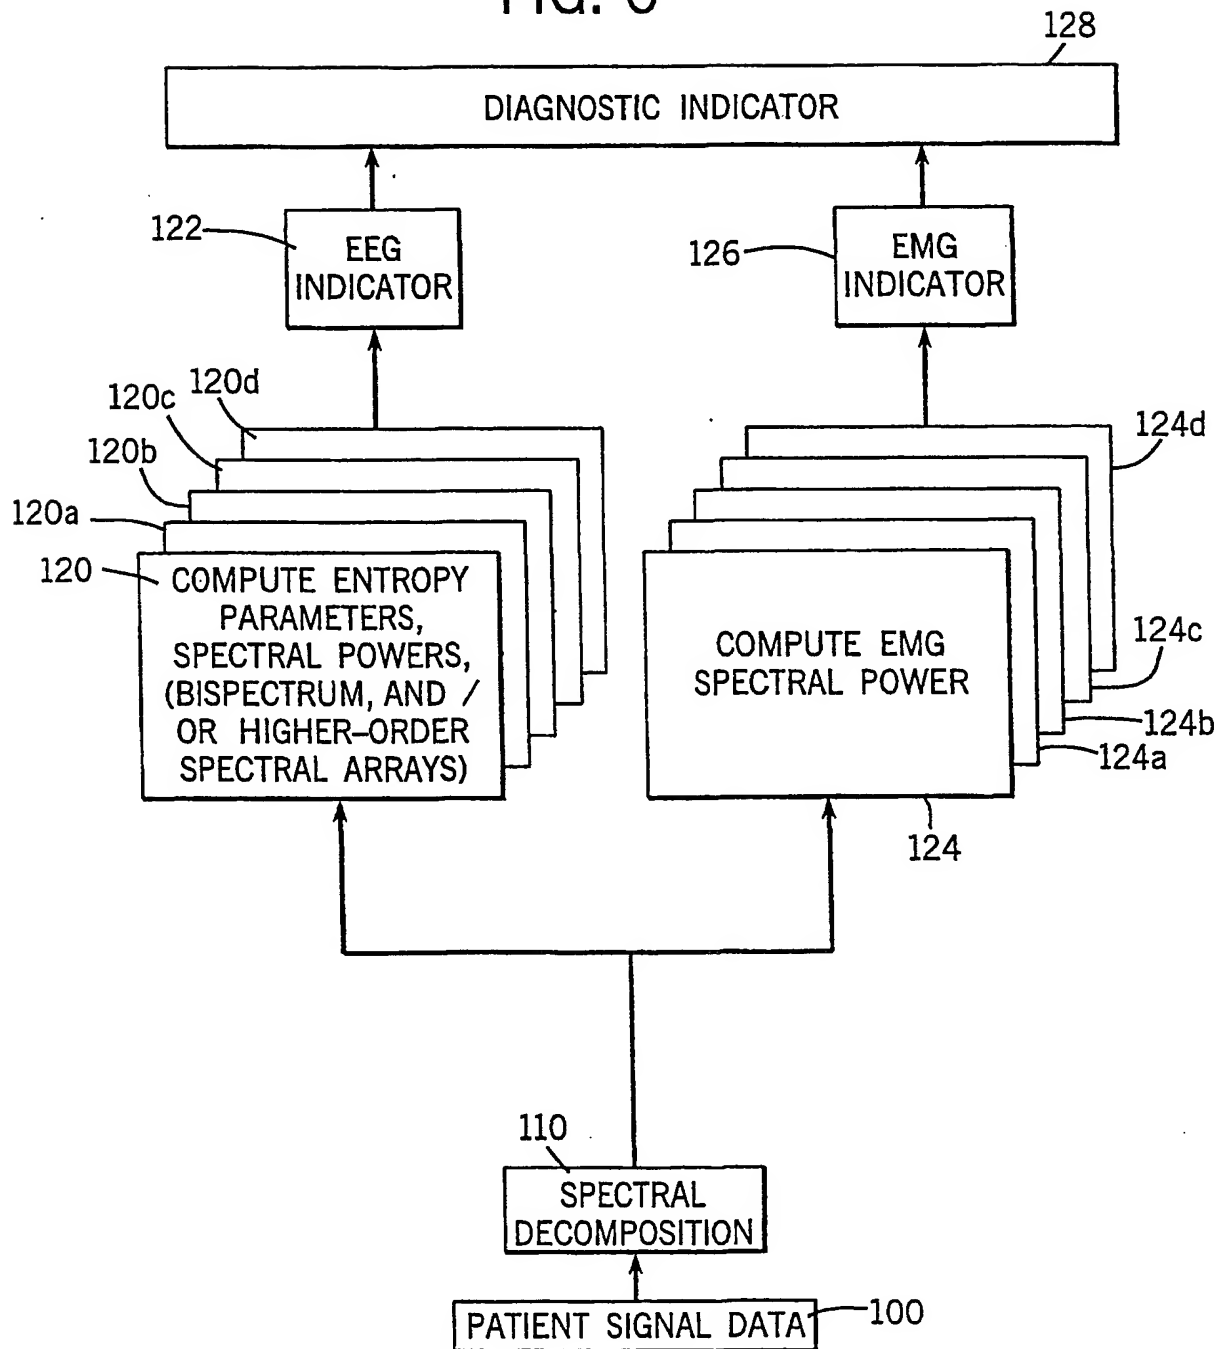 128
DIAGNOSTIC INDICATOR
122
EEG
INDICATOR
126
EMG
INDICATOR
120d
120c
120b
120a
120
COMPUTE ENTROPY
PARAMETERS,
SPECTRAL POWERS,
(BISPECTRUM, AND /
OR HIGHER–ORDER
SPECTRAL ARRAYS)
COMPUTE EMG
SPECTRAL POWER
124d
124c
124b
124a
124
110
SPECTRAL
DECOMPOSITION
PATIENT SIGNAL DATA
100